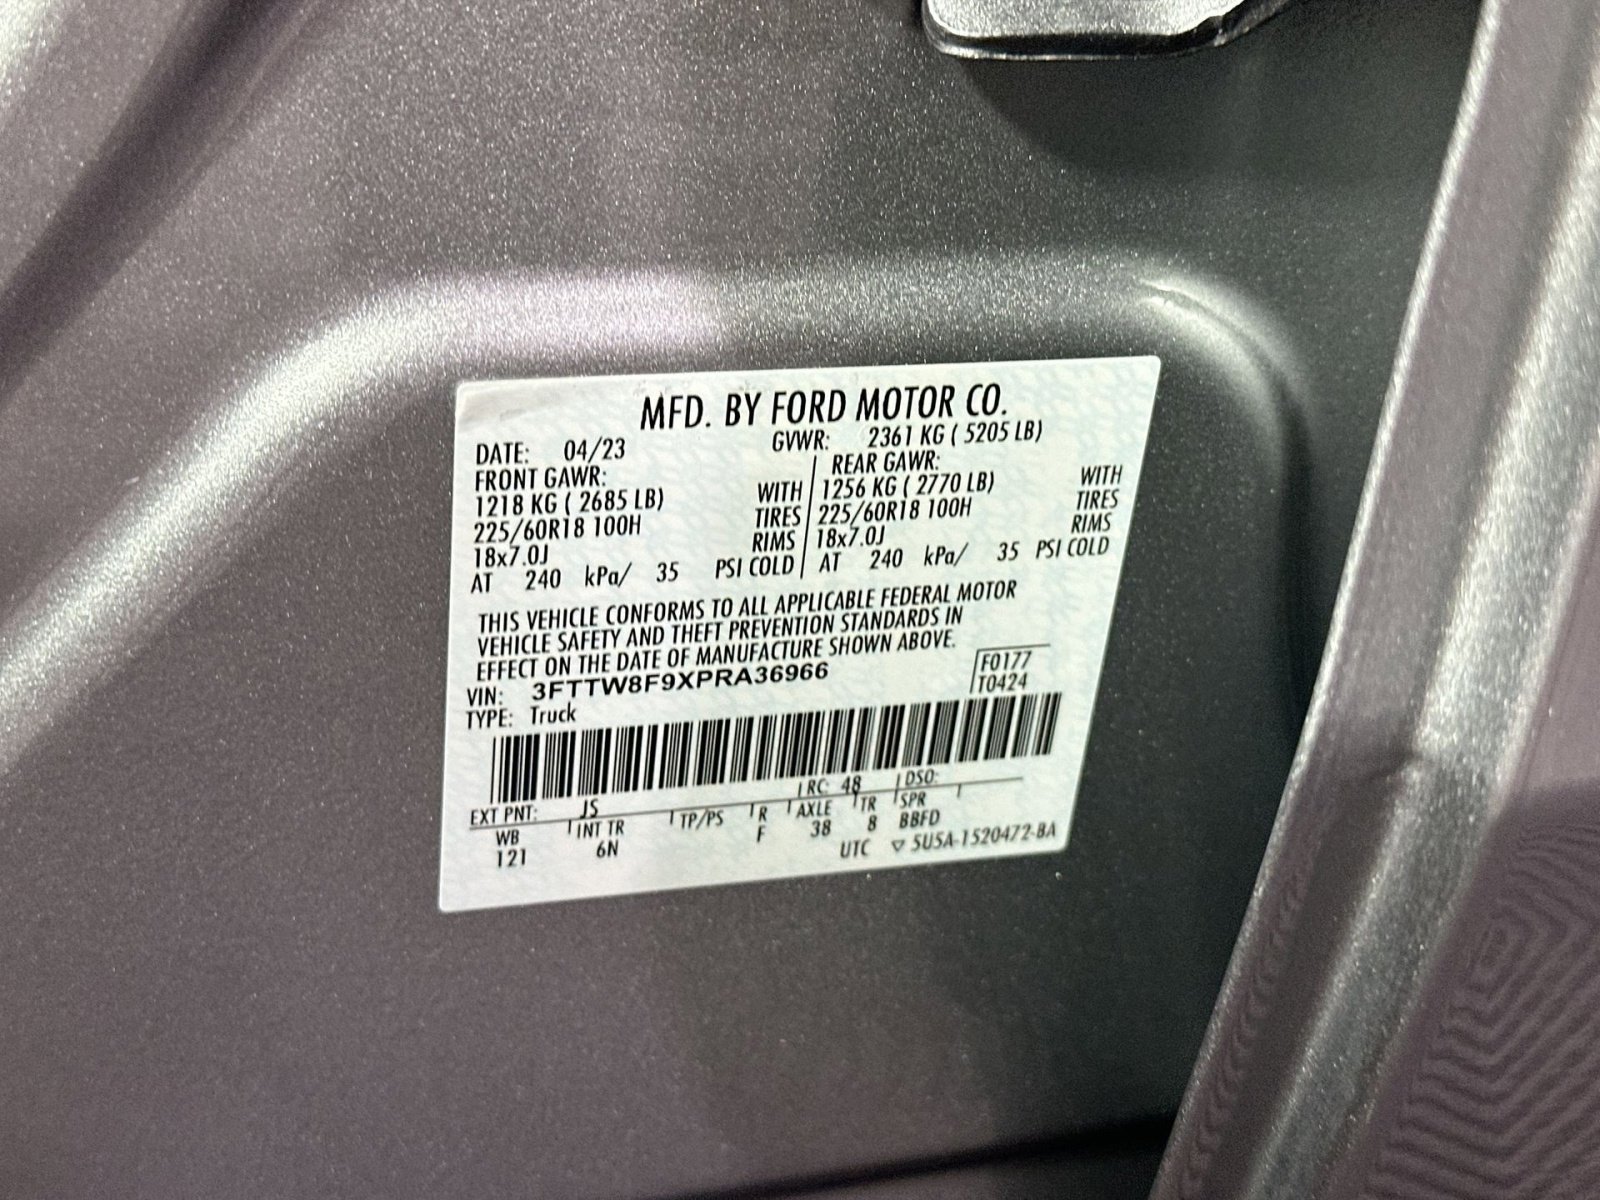 MFD. BY FORD MOTOR CO.
DATE: 04/23 GVWR: 2361 KG ( 5205 LB)
FRONT GAWR: REAR GAWR:
1218 KG ( 2685 LB) WITH 1256 KG ( 2770 LB) WITH
225/60R18 100H TIRES 225/60R18 100H TIRES
18x7.0J RIMS 18x7.0J RIMS
AT 240 kPa/ 35 PSI COLD AT 240 kPa/ 35 PSI COLD
THIS VEHICLE CONFORMS TO ALL APPLICABLE FEDERAL MOTOR
VEHICLE SAFETY AND THEFT PREVENTION STANDARDS IN
EFFECT ON THE DATE OF MANUFACTURE SHOWN ABOVE.
VIN: 3FTTW8F9XPRA36966 F0177
TYPE: Truck T0424
EXT PNT: JS RC: 48 DSO:
WB INT TR TP/PS R AXLE TR SPR
121 6N F 38 8 BBFD
UTC ▽ 5U5A-1520472-BA